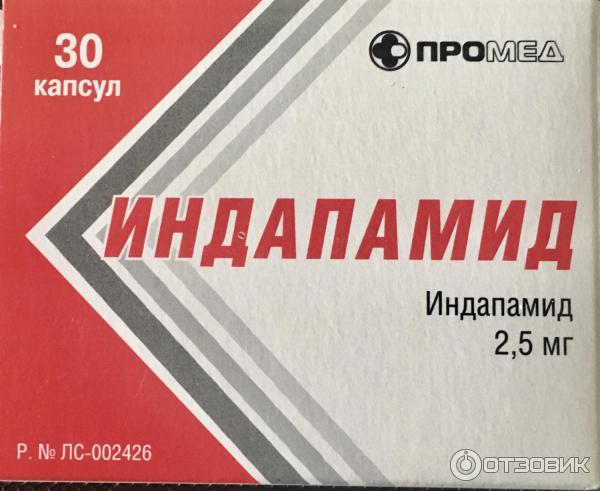 30
капсул
ПРОМЕД
ИНДАПАМИД
Индапамид
2,5 мг
Р. № ЛС-002426
ОТЗОВИК